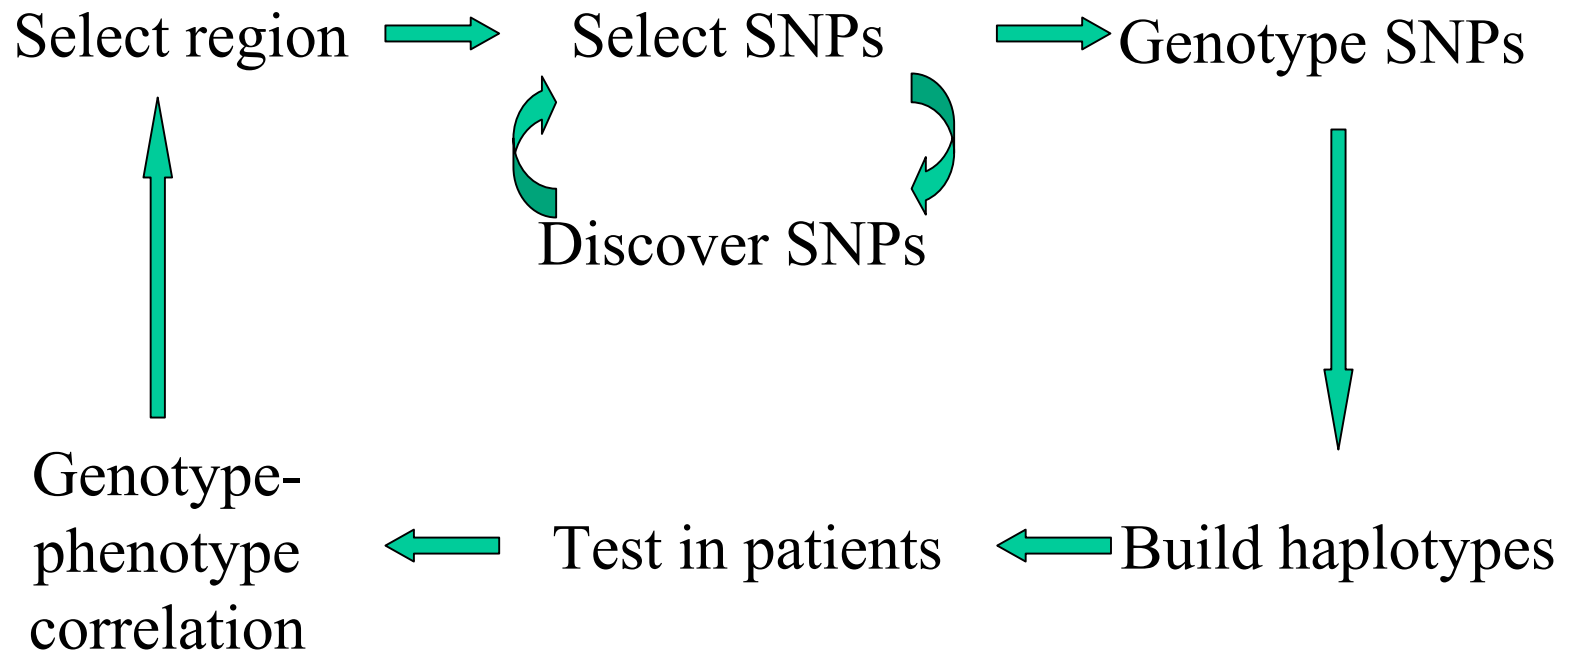 Select region
Select SNPs
Genotype SNPs
Discover SNPs
Genotype-
phenotype
correlation
Test in patients
Build haplotypes